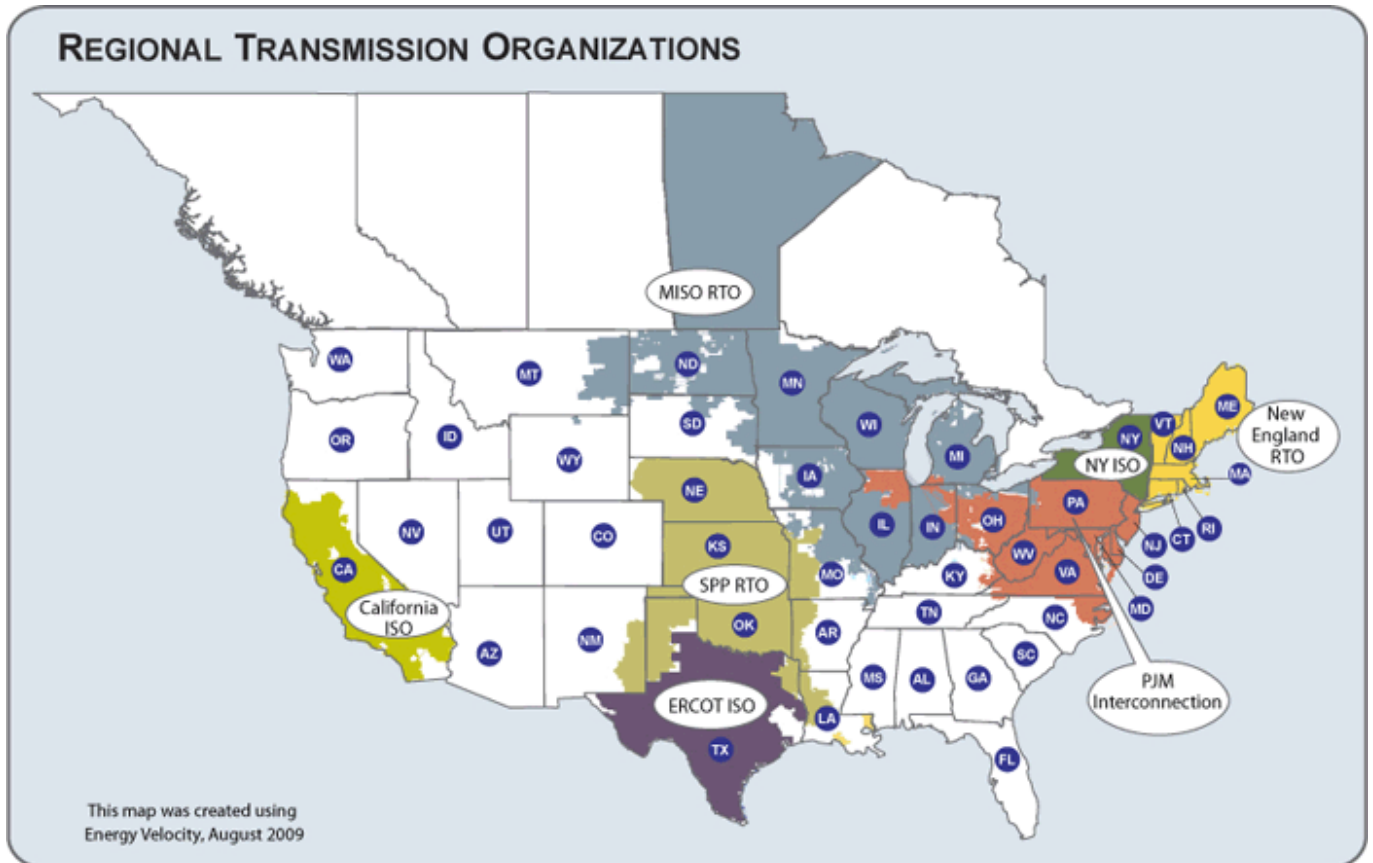 REGIONAL TRANSMISSION ORGANIZATIONS
MISO RTO
WA
MT
ND
MN
OR
ID
SD
WI
MI
NY
VT
ME
NH
New
England
RTO
NY ISO
MA
WY
NE
IA
PA
NV
UT
CO
KS
IL
IN
OH
WV
VA
NJ
CT
RI
DE
MD
CA
California
ISO
SPP RTO
MO
KY
AZ
NM
OK
AR
TN
NC
SC
MS
AL
GA
PJM
Interconnection
ERCOT ISO
LA
TX
FL
This map was created using
Energy Velocity, August 2009